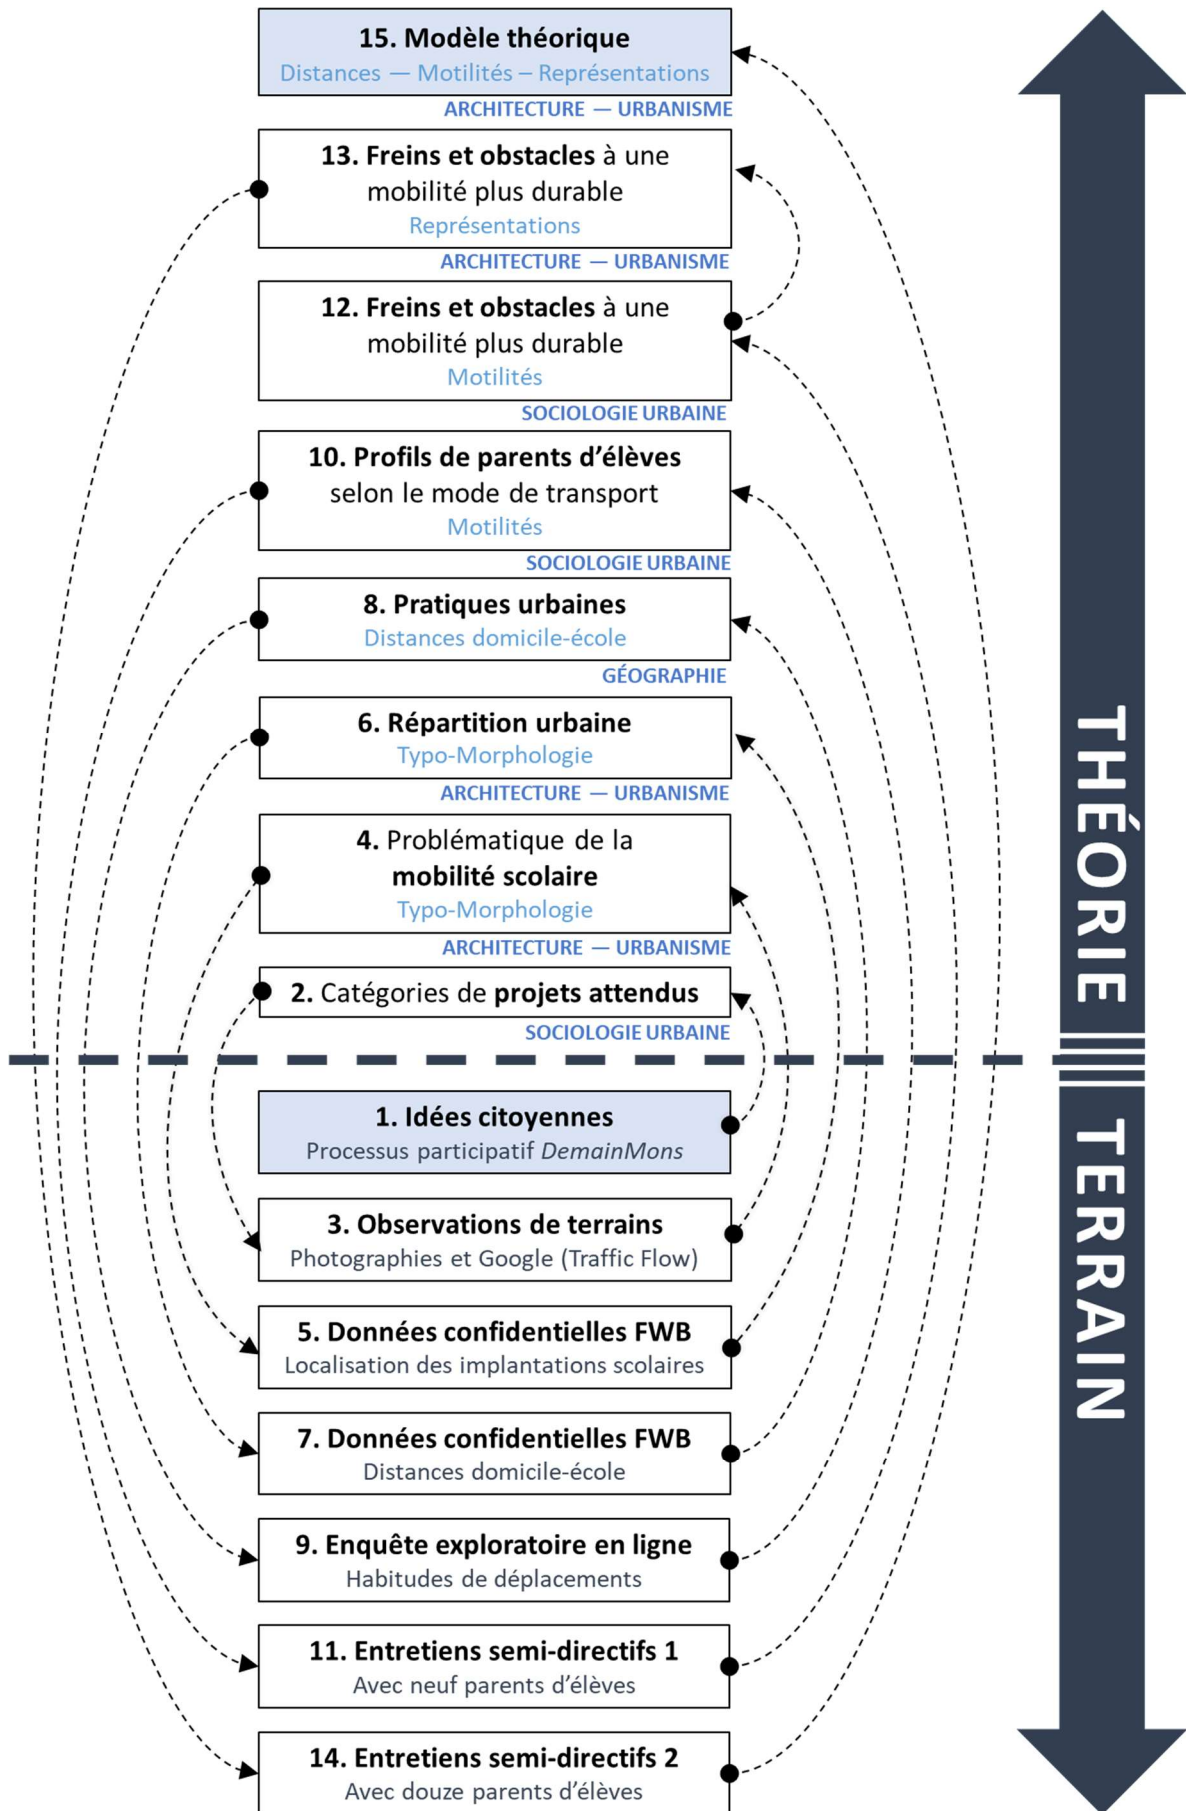 15. Modèle théorique
Distances — Motilités – Représentations
ARCHITECTURE — URBANISME
13. Freins et obstacles à une
mobilité plus durable
Représentations
ARCHITECTURE — URBANISME
12. Freins et obstacles à une
mobilité plus durable
Motilités
SOCIOLOGIE URBAINE
10. Profils de parents d’élèves
selon le mode de transport
Motilités
SOCIOLOGIE URBAINE
8. Pratiques urbaines
Distances domicile-école
GÉOGRAPHIE
6. Répartition urbaine
Typo-Morphologie
ARCHITECTURE — URBANISME
4. Problématique de la
mobilité scolaire
Typo-Morphologie
ARCHITECTURE — URBANISME
2. Catégories de projets attendus
SOCIOLOGIE URBAINE
1. Idées citoyennes
Processus participatif DemainMons
3. Observations de terrains
Photographies et Google (Traffic Flow)
5. Données confidentielles FWB
Localisation des implantations scolaires
7. Données confidentielles FWB
Distances domicile-école
9. Enquête exploratoire en ligne
Habitudes de déplacements
11. Entretiens semi-directifs 1
Avec neuf parents d’élèves
14. Entretiens semi-directifs 2
Avec douze parents d’élèves
THÉORIE
TERRAIN